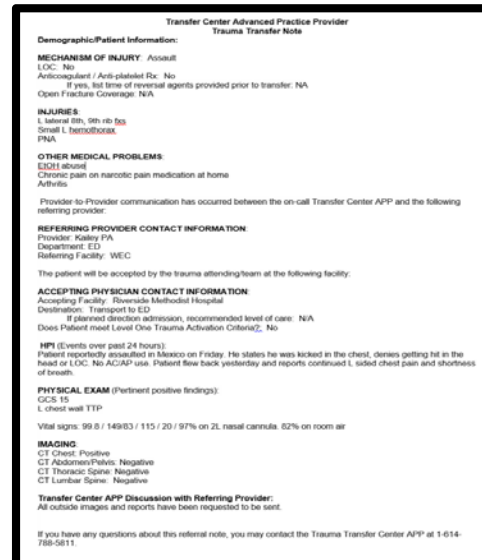 Transfer Center Advanced Practice Provider
Trauma Transfer Note
Demographic/Patient Information:
MECHANISM OF INJURY: Assault
LOC: No
Anticoagulant / Anti-platelet Rx: No
If yes, list time of reversal agents provided prior to transfer: NA
Open Fracture Coverage: N/A
INJURIES:
L lateral 8th, 9th rib fxs
Small L hemothorax
PNA
OTHER MEDICAL PROBLEMS:
EtOH abuse
Chronic pain on narcotic pain medication at home
Arthritis
Provider-to-Provider communication has occurred between the on-call Transfer Center APP and the following
referring provider:
REFERRING PROVIDER CONTACT INFORMATION:
Provider: Kailey PA
Department: ED
Referring Facility: WEC
The patient will be accepted by the trauma attending/team at the following facility:
ACCEPTING PHYSICIAN CONTACT INFORMATION:
Accepting Facility: Riverside Methodist Hospital
Destination: Transport to ED
If planned direction admission, recommended level of care: N/A
Does Patient meet Level One Trauma Activation Criteria?: No
HPI (Events over past 24 hours):
Patient reportedly assaulted in Mexico on Friday. He states he was kicked in the chest, denies getting hit in the
head or LOC. No AC/AP use. Patient flew back yesterday and reports continued L sided chest pain and shortness
of breath.
PHYSICAL EXAM (Pertinent positive findings):
GCS 15
L chest wall TTP
Vital signs: 99.8 / 149/83 / 115 / 20 / 97% on 2L nasal cannula. 82% on room air
IMAGING:
CT Chest: Positive
CT Abdomen/Pelvis: Negative
CT Thoracic Spine: Negative
CT Lumbar Spine: Negative
Transfer Center APP Discussion with Referring Provider:
All outside images and reports have been requested to be sent.
If you have any questions about this referral note, you may contact the Trauma Transfer Center APP at 1-614-
788-5811.